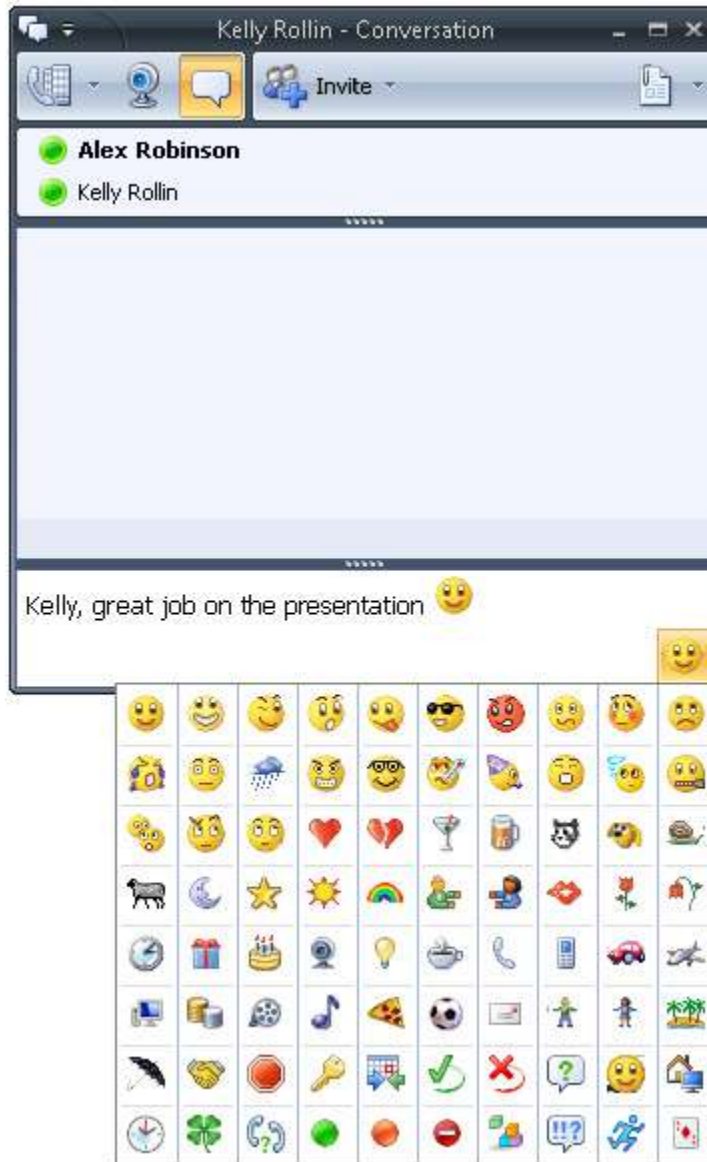 Kelly Rollin - Conversation
Invite
Alex Robinson
Kelly Rollin
Kelly, great job on the presentation